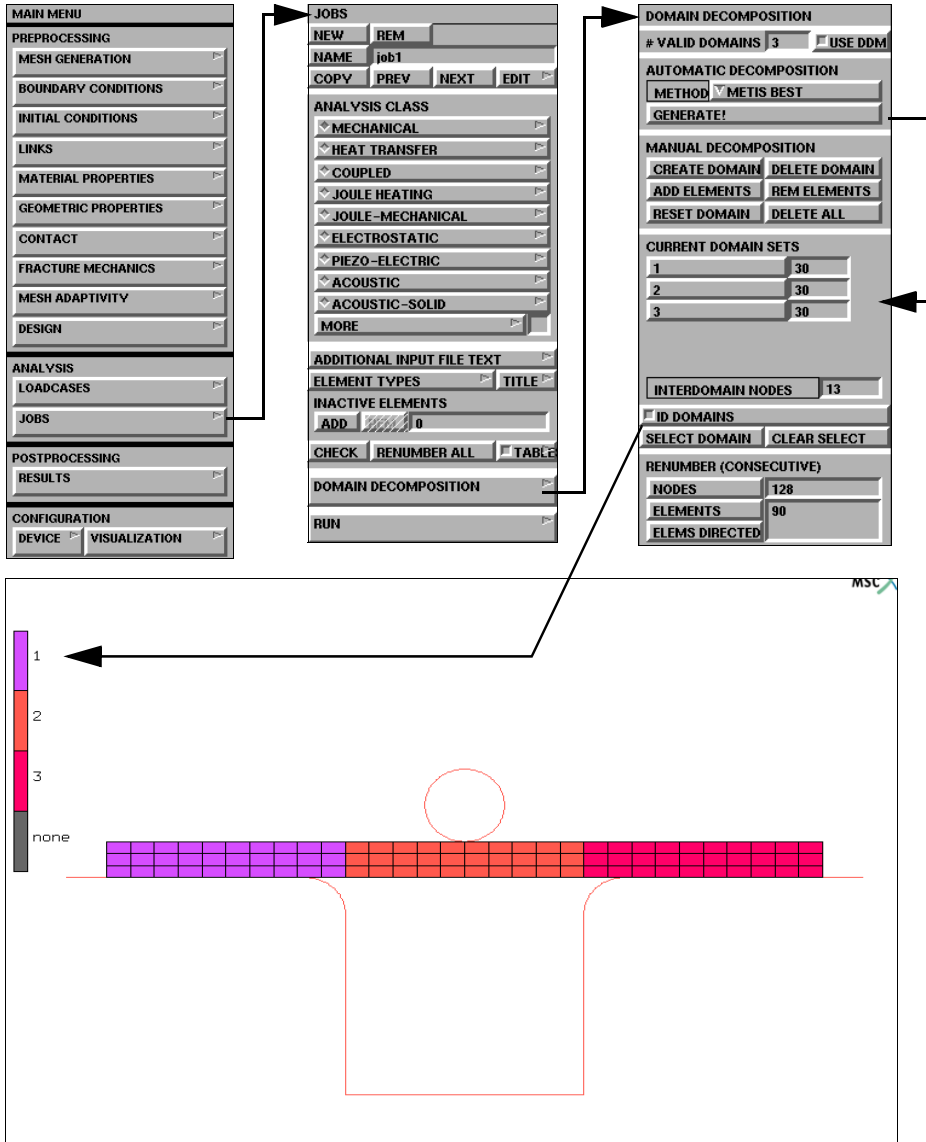 MAIN MENU
PREPROCESSING
MESH GENERATION
BOUNDARY CONDITIONS
INITIAL CONDITIONS
LINKS
MATERIAL PROPERTIES
GEOMETRIC PROPERTIES
CONTACT
FRACTURE MECHANICS
MESH ADAPTIVITY
DESIGN
ANALYSIS
LOADCASES
JOBS
POSTPROCESSING
RESULTS
CONFIGURATION
DEVICE VISUALIZATION
JOBS
NEW REM
NAME job1
COPY PREV NEXT EDIT
ANALYSIS CLASS
MECHANICAL
HEAT TRANSFER
COUPLED
JOULE HEATING
JOULE-MECHANICAL
ELECTROSTATIC
PIEZO-ELECTRIC
ACOUSTIC
ACOUSTIC-SOLID
MORE
ADDITIONAL INPUT FILE TEXT
ELEMENT TYPES TITLE
INACTIVE ELEMENTS
ADD 0
CHECK RENUMBER ALL TABLE
DOMAIN DECOMPOSITION
RUN
DOMAIN DECOMPOSITION
# VALID DOMAINS 3 USE DDM
AUTOMATIC DECOMPOSITION
METHOD METIS BEST
GENERATE!
MANUAL DECOMPOSITION
CREATE DOMAIN DELETE DOMAIN
ADD ELEMENTS REM ELEMENTS
RESET DOMAIN DELETE ALL
CURRENT DOMAIN SETS
1 30
2 30
3 30
INTERDOMAIN NODES 13
ID DOMAINS
SELECT DOMAIN CLEAR SELECT
RENUMBER (CONSECUTIVE)
NODES 128
ELEMENTS 90
ELEMS DIRECTED
MSC
1
2
3
none